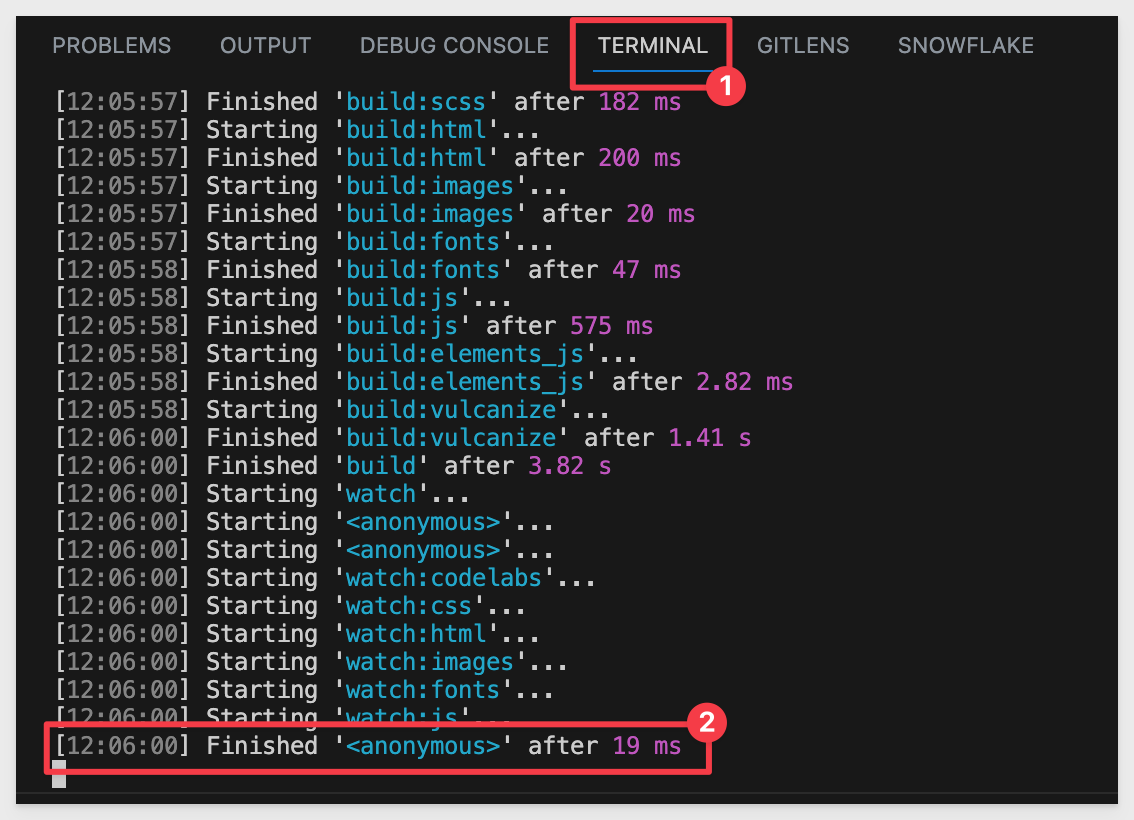 PROBLEMS OUTPUT DEBUG CONSOLE TERMINAL GITLENS SNOWFLAKE
1
[12:05:57] Finished 'build:scss' after 182 ms
[12:05:57] Starting 'build:html'...
[12:05:57] Finished 'build:html' after 200 ms
[12:05:57] Starting 'build:images'...
[12:05:57] Finished 'build:images' after 20 ms
[12:05:57] Starting 'build:fonts'...
[12:05:58] Finished 'build:fonts' after 47 ms
[12:05:58] Starting 'build:js'...
[12:05:58] Finished 'build:js' after 575 ms
[12:05:58] Starting 'build:elements_js'...
[12:05:58] Finished 'build:elements_js' after 2.82 ms
[12:05:58] Starting 'build:vulcanize'...
[12:06:00] Finished 'build:vulcanize' after 1.41 s
[12:06:00] Finished 'build' after 3.82 s
[12:06:00] Starting 'watch'...
[12:06:00] Starting '<anonymous>'...
[12:06:00] Starting '<anonymous>'...
[12:06:00] Starting 'watch:codelabs'...
[12:06:00] Starting 'watch:css'...
[12:06:00] Starting 'watch:html'...
[12:06:00] Starting 'watch:images'...
[12:06:00] Starting 'watch:fonts'...
[12:06:00] Starting 'watch:js'...
2
[12:06:00] Finished '<anonymous>' after 19 ms